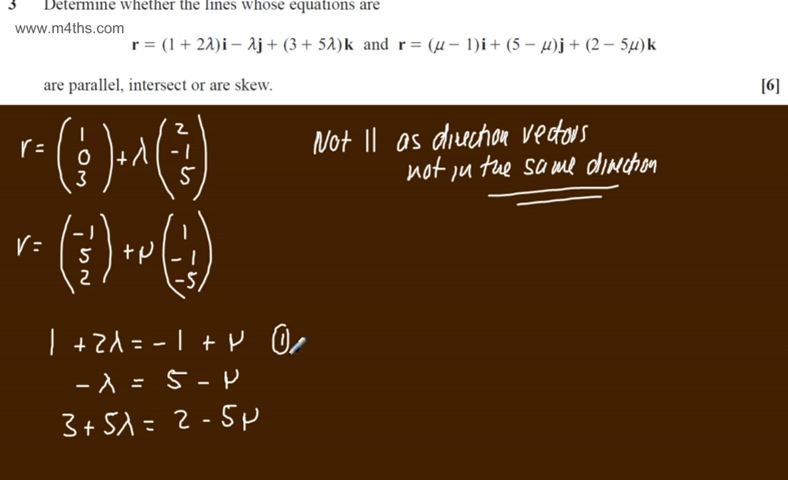 3 Determine whether the lines whose equations are
www.m4ths.com
r = (1 + 2λ)i − λj + (3 + 5λ)k and r = (μ − 1)i + (5 − μ)j + (2 − 5μ)k
are parallel, intersect or are skew. [6]
r = (1 0 3) + λ (2 -1 5)
Not || as direction vectors
not in the same direction
r = (-1 5 2) + μ (1 -1 -5)
1 + 2λ = -1 + μ ①
-λ = 5 - μ
3 + 5λ = 2 - 5μ